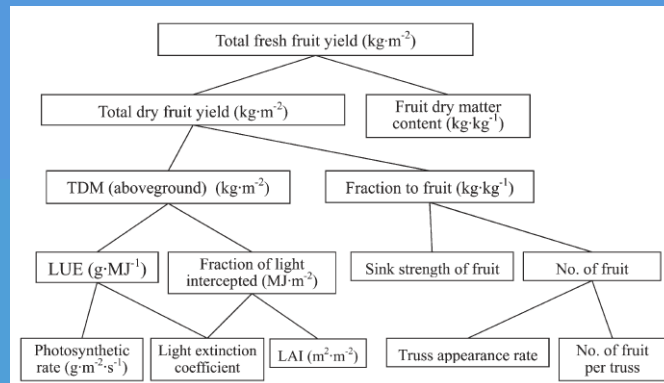 Total fresh fruit yield (kg·m⁻²)
Total dry fruit yield (kg·m⁻²)
Fruit dry matter
content (kg·kg⁻¹)
TDM (aboveground) (kg·m⁻²)
Fraction to fruit (kg·kg⁻¹)
LUE (g·MJ⁻¹)
Fraction of light
intercepted (MJ·m⁻²)
Sink strength of fruit
No. of fruit
Photosynthetic
rate (g·m⁻²·s⁻¹)
Light extinction
coefficient
LAI (m²·m⁻²)
Truss appearance rate
No. of fruit
per truss